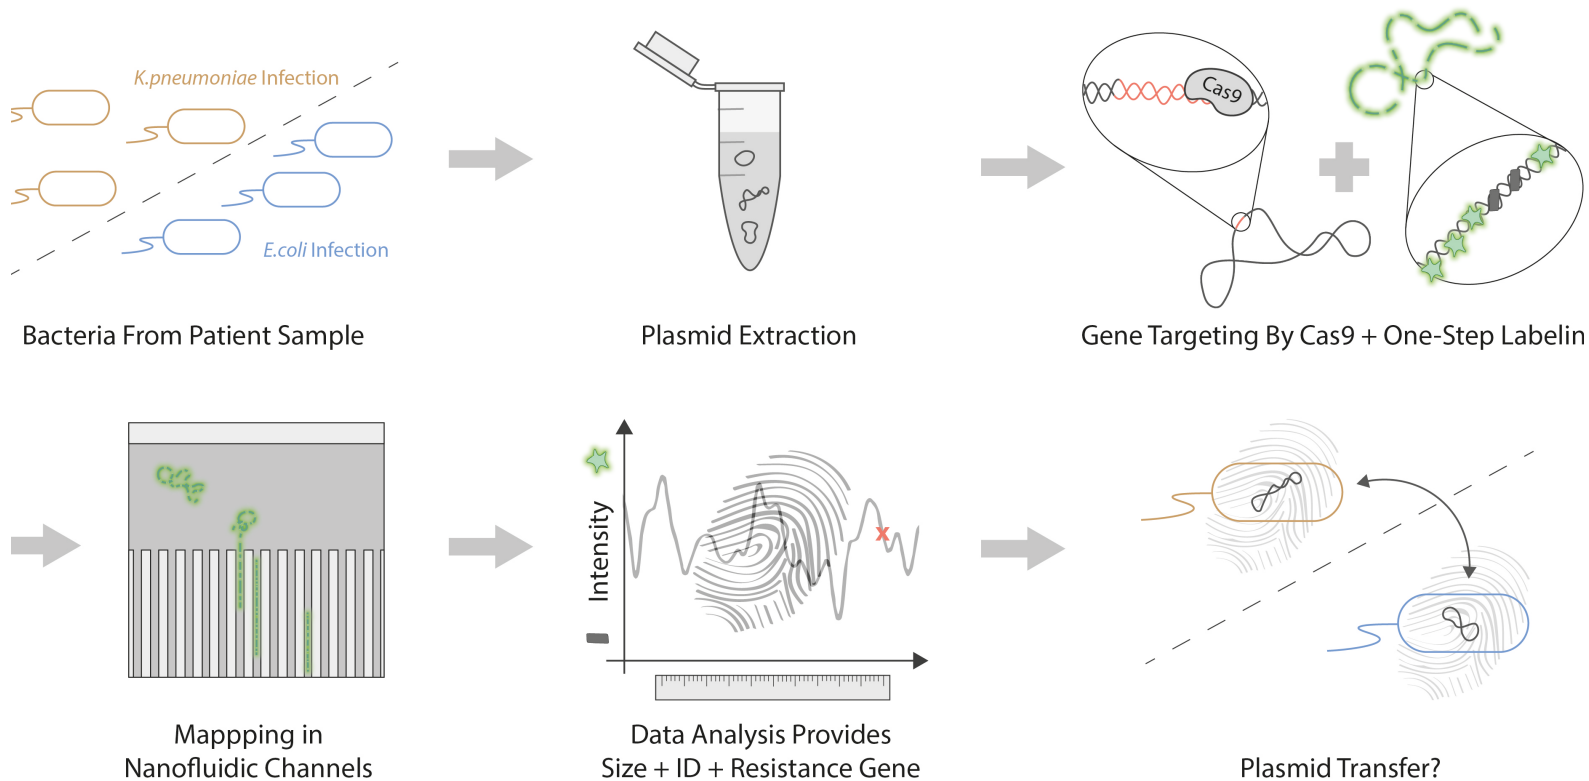 K.pneumoniae Infection
E.coli Infection
Bacteria From Patient Sample
Plasmid Extraction
Cas9
Gene Targeting By Cas9 + One-Step Labelin
Mappping in
Nanofluidic Channels
Intensity
Data Analysis Provides
Size + ID + Resistance Gene
Plasmid Transfer?